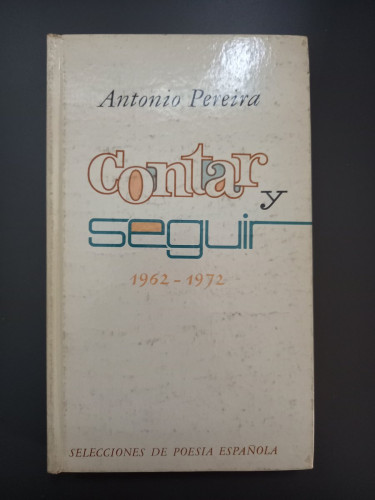 Antonio Pereira
contar
y
seguir
1962-1972
SELECCIONES DE POESIA ESPAÑOLA